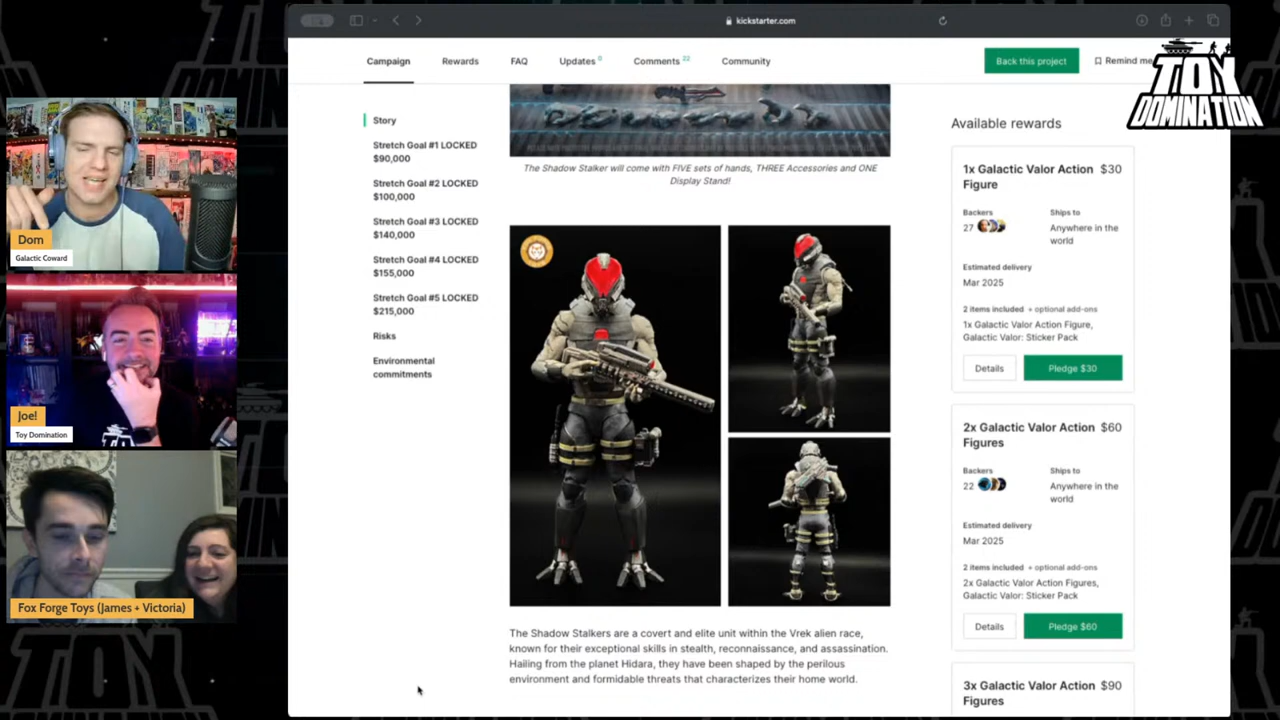 kickstarter.com
Campaign
Rewards
FAQ
Updates 0
Comments 22
Community
Back this project
Remind me
TOY
DOMINATION
Story
Stretch Goal #1 LOCKED
$90,000
Stretch Goal #2 LOCKED
$100,000
Stretch Goal #3 LOCKED
$140,000
Stretch Goal #4 LOCKED
$155,000
Stretch Goal #5 LOCKED
$215,000
Risks
Environmental
commitments
The Shadow Stalker will come with FIVE sets of hands, THREE Accessories and ONE
Display Stand!
The Shadow Stalkers are a covert and elite unit within the Vrek alien race,
known for their exceptional skills in stealth, reconnaissance, and assassination.
Hailing from the planet Hidara, they have been shaped by the perilous
environment and formidable threats that characterizes their home world.
Available rewards
1x Galactic Valor Action $30
Figure
Backers Ships to
27 Anywhere in the
world
Estimated delivery
Mar 2025
2 items included + optional add-ons
1x Galactic Valor Action Figure,
Galactic Valor: Sticker Pack
Details Pledge $30
2x Galactic Valor Action $60
Figures
Backers Ships to
22 Anywhere in the
world
Estimated delivery
Mar 2025
2 items included + optional add-ons
2x Galactic Valor Action Figures,
Galactic Valor: Sticker Pack
Details Pledge $60
3x Galactic Valor Action $90
Figures
Dom
Galactic Coward
Joe!
Toy Domination
Fox Forge Toys (James + Victoria)